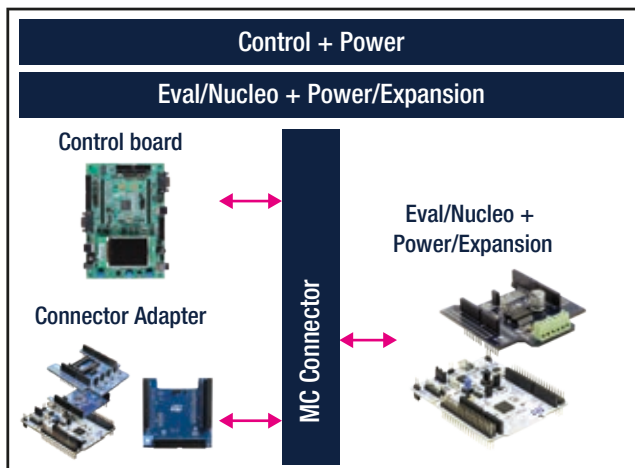 Control + Power
Eval/Nucleo + Power/Expansion
Control board
Eval/Nucleo +
Power/Expansion
Connector Adapter
MC Connector